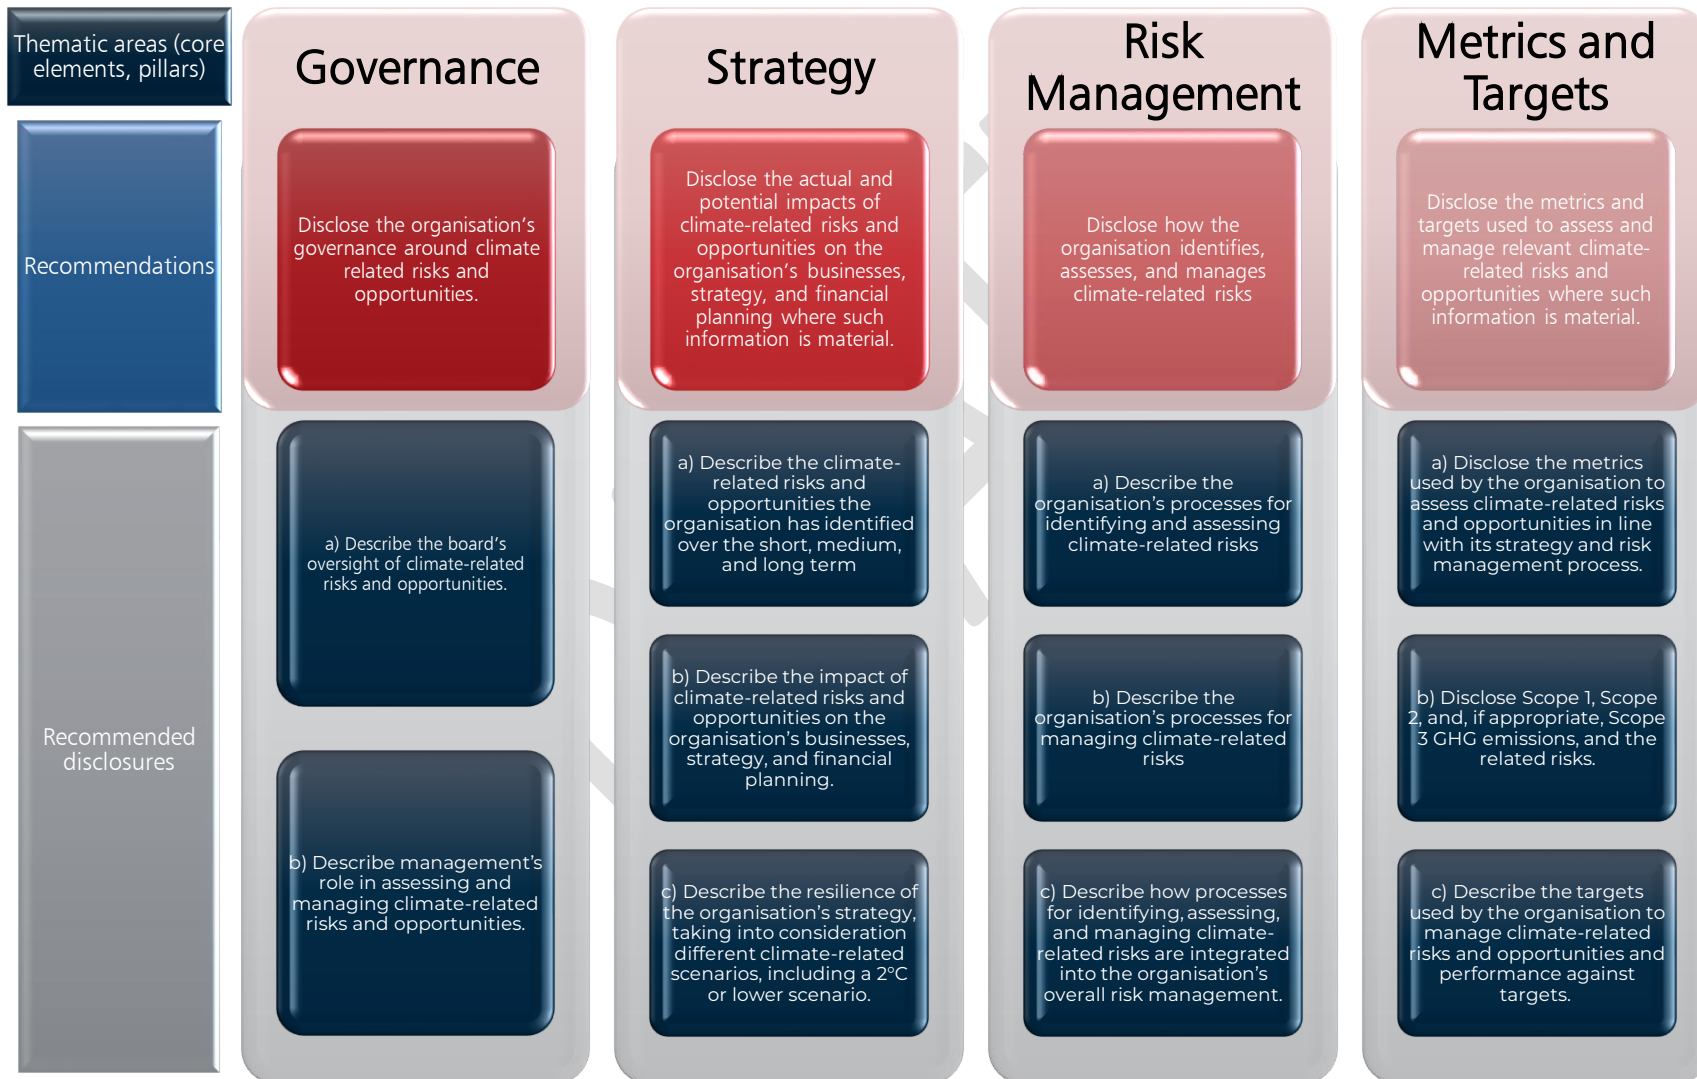 Thematic areas (core
elements, pillars)
Governance
Strategy
Risk
Management
Metrics and
Targets
Recommendations
Disclose the organisation's
governance around climate
related risks and
opportunities.
Disclose the actual and
potential impacts of
climate-related risks and
opportunities on the
organisation's businesses,
strategy, and financial
planning where such
information is material.
Disclose how the
organisation identifies,
assesses, and manages
climate-related risks
Disclose the metrics and
targets used to assess and
manage relevant climate-
related risks and
opportunities where such
information is material.
Recommended
disclosures
a) Describe the board's
oversight of climate-related
risks and opportunities.
b) Describe management's
role in assessing and
managing climate-related
risks and opportunities.
a) Describe the climate-
related risks and
opportunities the
organisation has identified
over the short, medium,
and long term
b) Describe the impact of
climate-related risks and
opportunities on the
organisation's businesses,
strategy, and financial
planning.
c) Describe the resilience of
the organisation's strategy,
taking into consideration
different climate-related
scenarios, including a 2°C
or lower scenario.
a) Describe the
organisation's processes for
identifying and assessing
climate-related risks
b) Describe the
organisation's processes for
managing climate-related
risks
c) Describe how processes
for identifying, assessing,
and managing climate-
related risks are integrated
into the organisation's
overall risk management.
a) Disclose the metrics
used by the organisation to
assess climate-related risks
and opportunities in line
with its strategy and risk
management process.
b) Disclose Scope 1, Scope
2, and, if appropriate, Scope
3 GHG emissions, and the
related risks.
c) Describe the targets
used by the organisation to
manage climate-related
risks and opportunities and
performance against
targets.